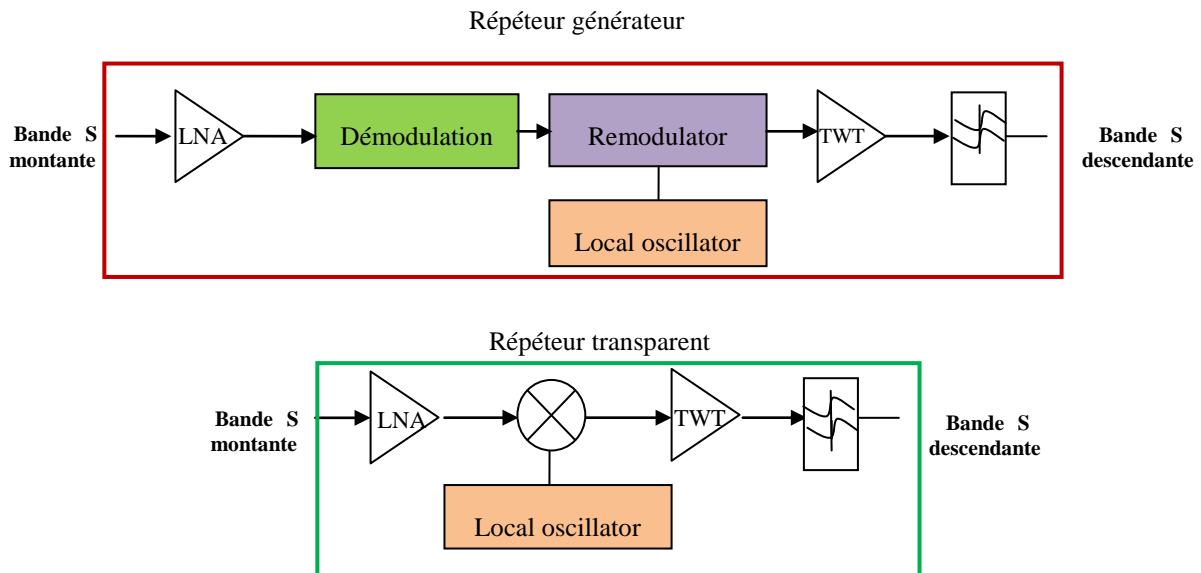 Répéteur générateur
Bande S
montante
LNA
Démodulation
Remodulator
TWT
Bande S
descendante
Local oscillator
Répéteur transparent
Bande S
montante
LNA
TWT
Bande S
descendante
Local oscillator